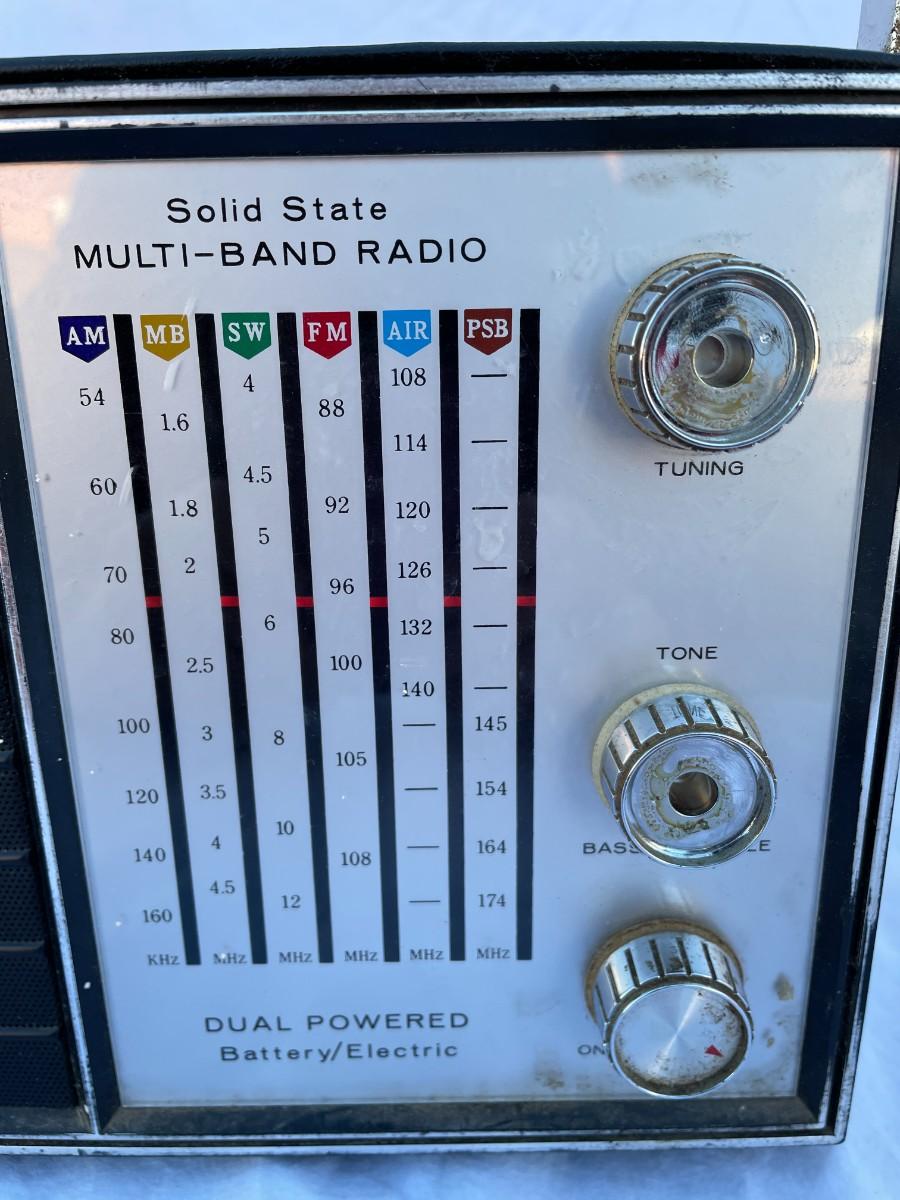 Solid State
MULTI-BAND RADIO
AM MB SW FM AIR PSB
54 1.6 4 88 108
60 1.8 4.5 92 114
70 2 5 96 120
80 2.5 6 100 126
100 3 8 105 132
120 3.5 10 108 140
140 4 12 145
160 4.5 154
164
174
KHz MHz MHz MHz MHz MHz
TUNING
TONE
DUAL POWERED
Battery/Electric
ON